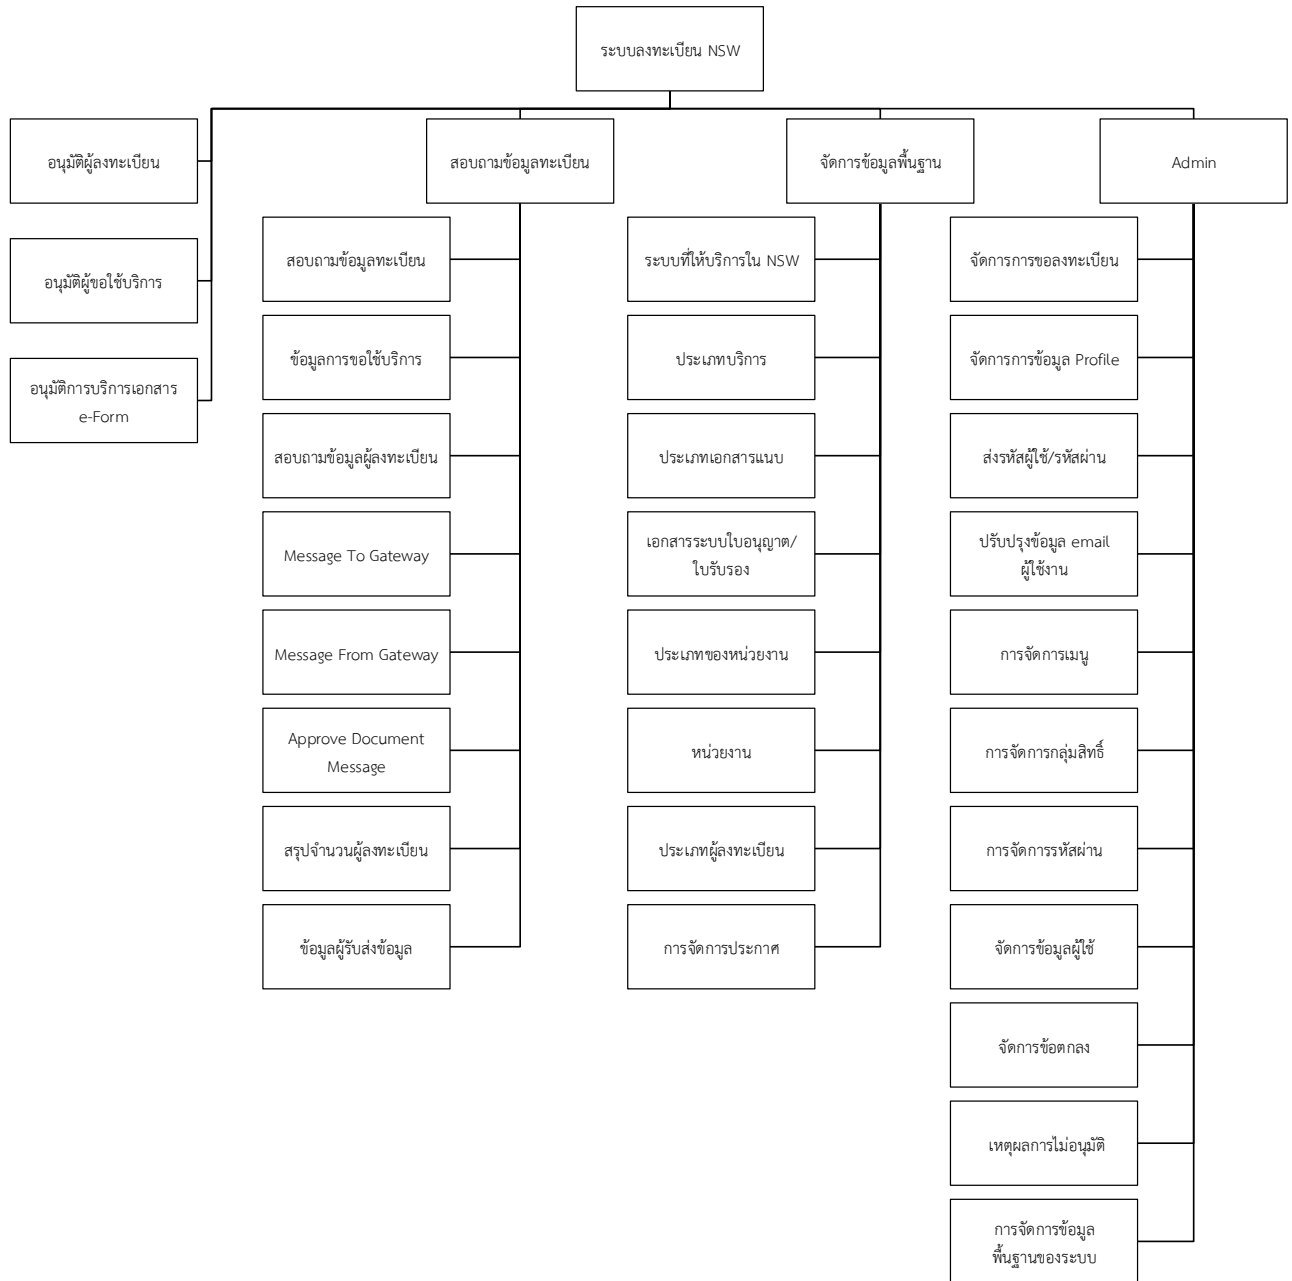 ระบบลงทะเบียน NSW
อนุมัติผู้ลงทะเบียน
อนุมัติผู้ขอใช้บริการ
อนุมัติการบริการเอกสาร
e-Form
สอบถามข้อมูลทะเบียน
สอบถามข้อมูลทะเบียน
ข้อมูลการขอใช้บริการ
สอบถามข้อมูลผู้ลงทะเบียน
Message To Gateway
Message From Gateway
Approve Document
Message
สรุปจำนวนผู้ลงทะเบียน
ข้อมูลผู้รับส่งข้อมูล
จัดการข้อมูลพื้นฐาน
ระบบที่ให้บริการใน NSW
ประเภทบริการ
ประเภทเอกสารแนบ
เอกสารระบบใบอนุญาต/
ใบรับรอง
ประเภทของหน่วยงาน
หน่วยงาน
ประเภทผู้ลงทะเบียน
การจัดการประกาศ
Admin
จัดการการขอลงทะเบียน
จัดการการข้อมูล Profile
ส่งรหัสผู้ใช้/รหัสผ่าน
ปรับปรุงข้อมูล email
ผู้ใช้งาน
การจัดการเมนู
การจัดการกลุ่มสิทธิ์
การจัดการรหัสผ่าน
จัดการข้อมูลผู้ใช้
จัดการข้อตกลง
เหตุผลการไม่อนุมัติ
การจัดการข้อมูล
พื้นฐานของระบบ